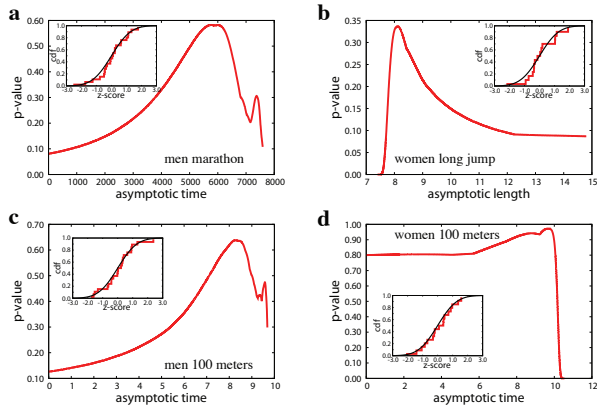 a
b
0.60
0.50
0.40
0.30
0.20
0.10
0.00
p-value
0 1000 2000 3000 4000 5000 6000 7000 8000
asymptotic time
men marathon
1.0
0.8
0.6
0.4
0.2
0.0
cdf
-3.0 -2.0 -1.0 0.0 1.0 2.0 3.0
z-score
0.35
0.30
0.25
0.20
0.15
0.10
0.05
0.00
p-value
7 8 9 10 11 12 13 14 15
asymptotic length
women long jump
1.0
0.8
0.6
0.4
0.2
0.0
cdf
-3.0 -2.0 -1.0 0.0 1.0 2.0 3.0
z-score
c
d
0.70
0.60
0.50
0.40
0.30
0.20
0.10
p-value
0 1 2 3 4 5 6 7 8 9 10
asymptotic time
men 100 meters
1.0
0.8
0.6
0.4
0.2
0.0
cdf
-3.0 -2.0 -1.0 0.0 1.0 2.0 3.0
z-score
1.00
0.90
0.80
0.70
0.60
0.50
0.40
0.30
0.20
0.10
0.00
p-value
0 2 4 6 8 10 12
asymptotic time
women 100 meters
1.0
0.8
0.6
0.4
0.2
0.0
cdf
-3.0 -2.0 -1.0 0.0 1.0 2.0 3.0
z-score